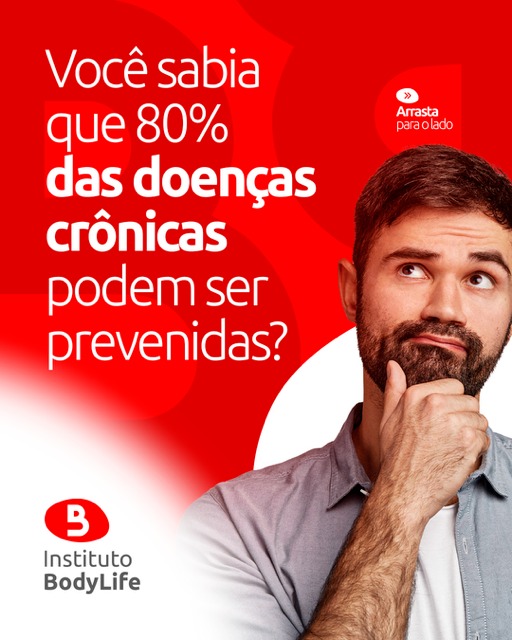 Você sabia
que 80%
das doenças
crônicas
podem ser
prevenidas?
»
Arrasta
para o lado
B
Instituto
BodyLife